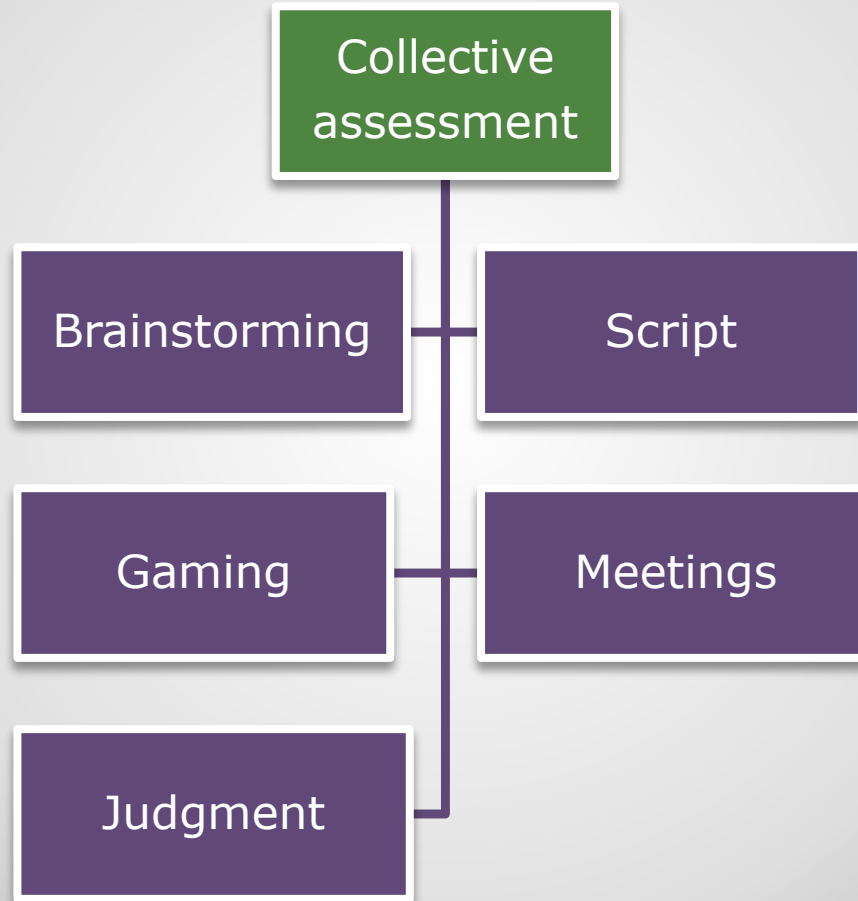 Collective
assessment
Brainstorming
Script
Gaming
Meetings
Judgment